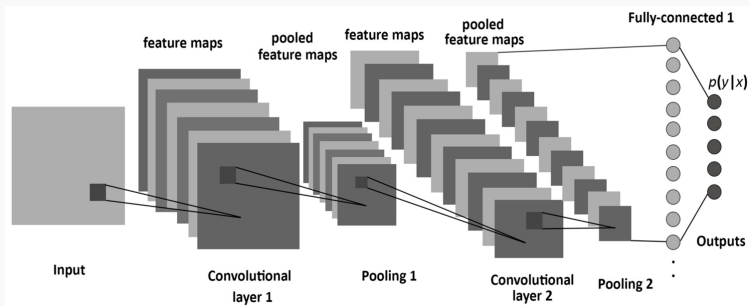 Fully-connected 1
feature maps
pooled
feature maps
feature maps
pooled
feature maps
p(y|x)
Input
Convolutional
layer 1
Pooling 1
Convolutional
layer 2
Pooling 2
Outputs